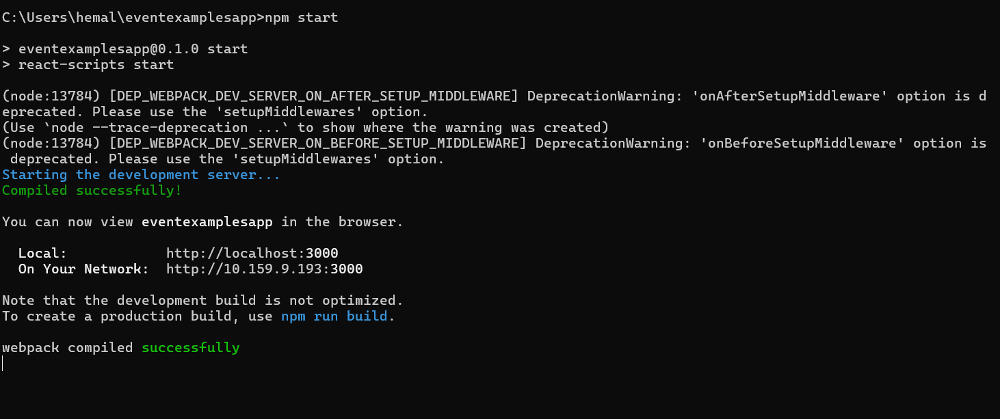 C:\Users\hemal\eventexamplesapp>npm start
> eventexamplesapp@0.1.0 start
> react-scripts start
(node:13784) [DEP_WEBPACK_DEV_SERVER_ON_AFTER_SETUP_MIDDLEWARE] DeprecationWarning: 'onAfterSetupMiddleware' option is d
eprecated. Please use the 'setupMiddlewares' option.
(Use `node --trace-deprecation ...` to show where the warning was created)
(node:13784) [DEP_WEBPACK_DEV_SERVER_ON_BEFORE_SETUP_MIDDLEWARE] DeprecationWarning: 'onBeforeSetupMiddleware' option is
 deprecated. Please use the 'setupMiddlewares' option.
Starting the development server...
Compiled successfully!
You can now view eventexamplesapp in the browser.
  Local:            http://localhost:3000
  On Your Network:  http://10.159.9.193:3000
Note that the development build is not optimized.
To create a production build, use npm run build.
webpack compiled successfully